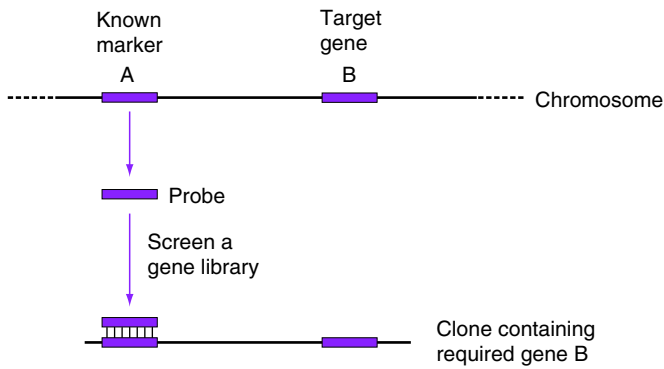 Known
marker
A
Target
gene
B
Chromosome
Probe
Screen a
gene library
Clone containing
required gene B